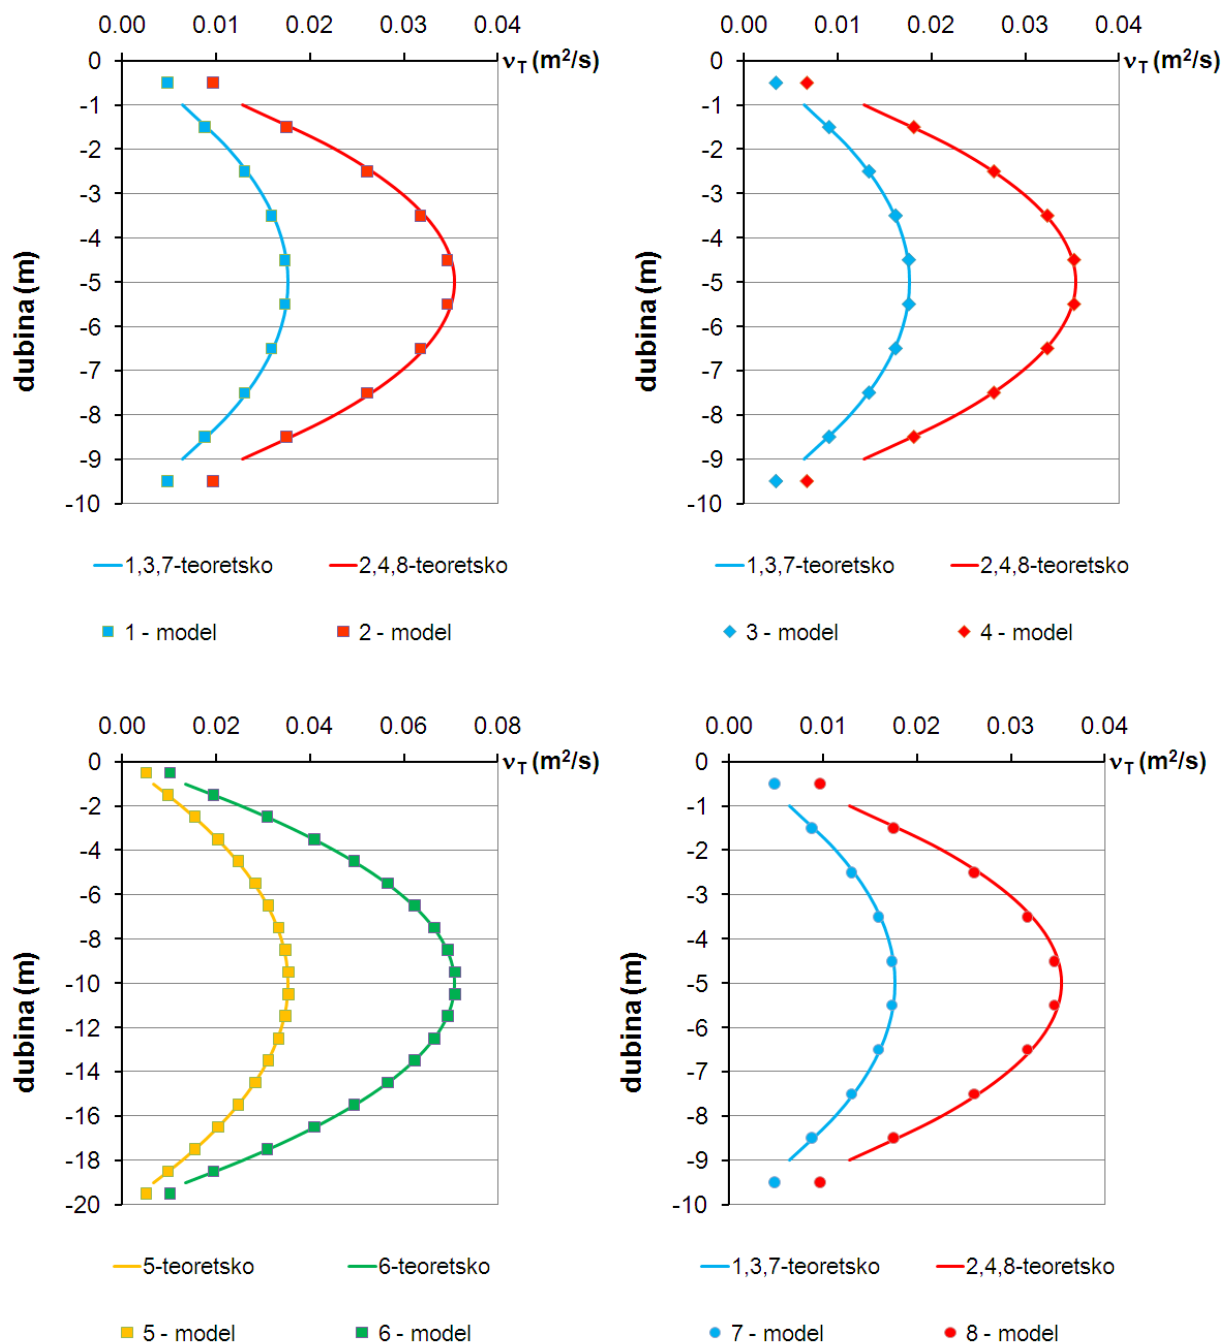 0.00 0.01 0.02 0.03 0.04
0 ν_T (m²/s)
-1
-2
-3
-4
-5
-6
-7
-8
-9
-10
dubina (m)
1,3,7-teoretsko 2,4,8-teoretsko
1 - model 2 - model
0.00 0.01 0.02 0.03 0.04
0 ν_T (m²/s)
-1
-2
-3
-4
-5
-6
-7
-8
-9
-10
dubina (m)
1,3,7-teoretsko 2,4,8-teoretsko
3 - model 4 - model
0.00 0.02 0.04 0.06 0.08
0 ν_T (m²/s)
-2
-4
-6
-8
-10
-12
-14
-16
-18
-20
dubina (m)
5-teoretsko 6-teoretsko
5 - model 6 - model
0.00 0.01 0.02 0.03 0.04
0 ν_T (m²/s)
-1
-2
-3
-4
-5
-6
-7
-8
-9
-10
dubina (m)
1,3,7-teoretsko 2,4,8-teoretsko
7 - model 8 - model